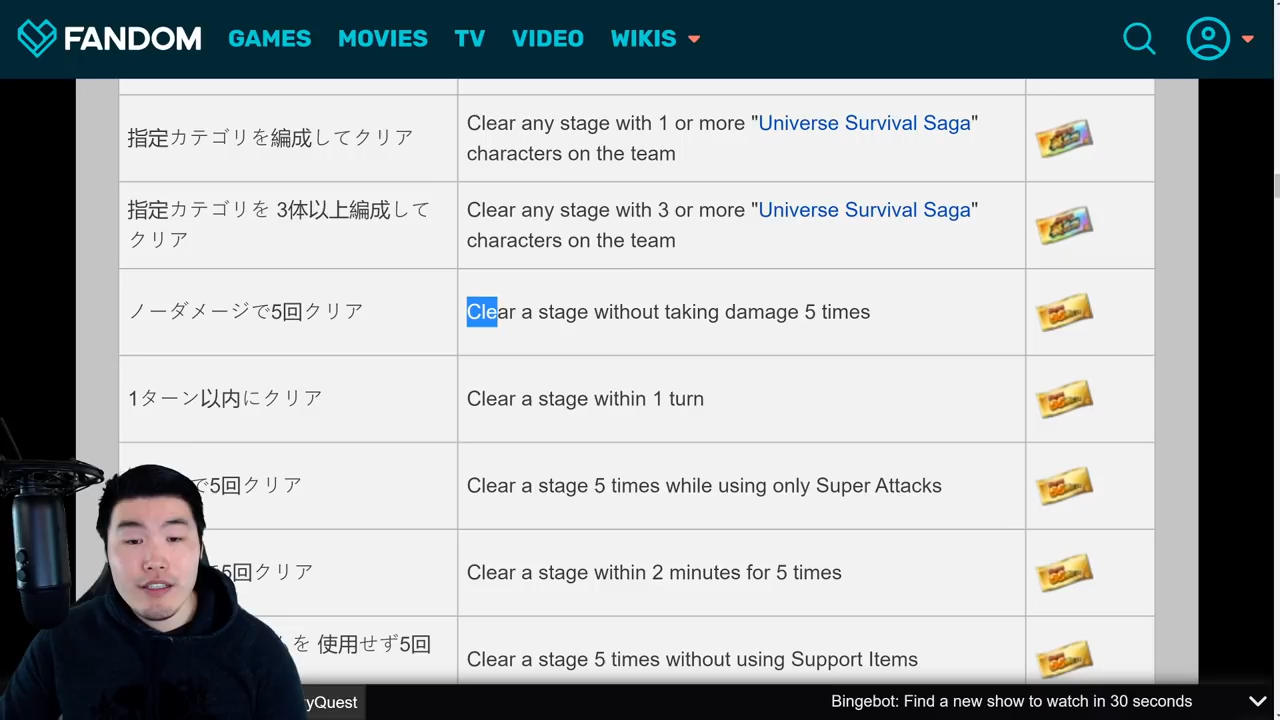 FANDOM GAMES MOVIES TV VIDEO WIKIS
指定カテゴリを編成してクリア
Clear any stage with 1 or more "Universe Survival Saga"
characters on the team
指定カテゴリを 3体以上編成して
クリア
Clear any stage with 3 or more "Universe Survival Saga"
characters on the team
ノーダメージで5回クリア
Clear a stage without taking damage 5 times
1ターン以内にクリア
Clear a stage within 1 turn
で5回クリア
Clear a stage 5 times while using only Super Attacks
5回クリア
Clear a stage within 2 minutes for 5 times
を 使用せず5回
Clear a stage 5 times without using Support Items
yQuest
Bingebot: Find a new show to watch in 30 seconds